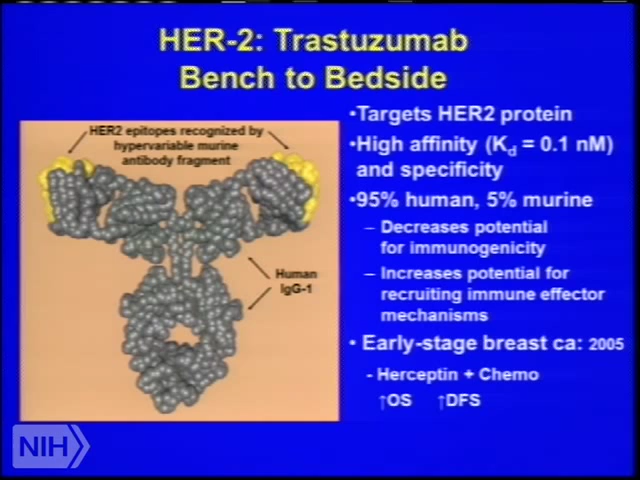 HER-2: Trastuzumab
Bench to Bedside
HER2 epitopes recognized by
hypervariable murine
antibody fragment
Human
IgG-1
•Targets HER2 protein
•High affinity (Kd = 0.1 nM)
and specificity
•95% human, 5% murine
– Decreases potential
for immunogenicity
– Increases potential for
recruiting immune effector
mechanisms
• Early-stage breast ca: 2005
- Herceptin + Chemo
↑OS ↑DFS
NIH